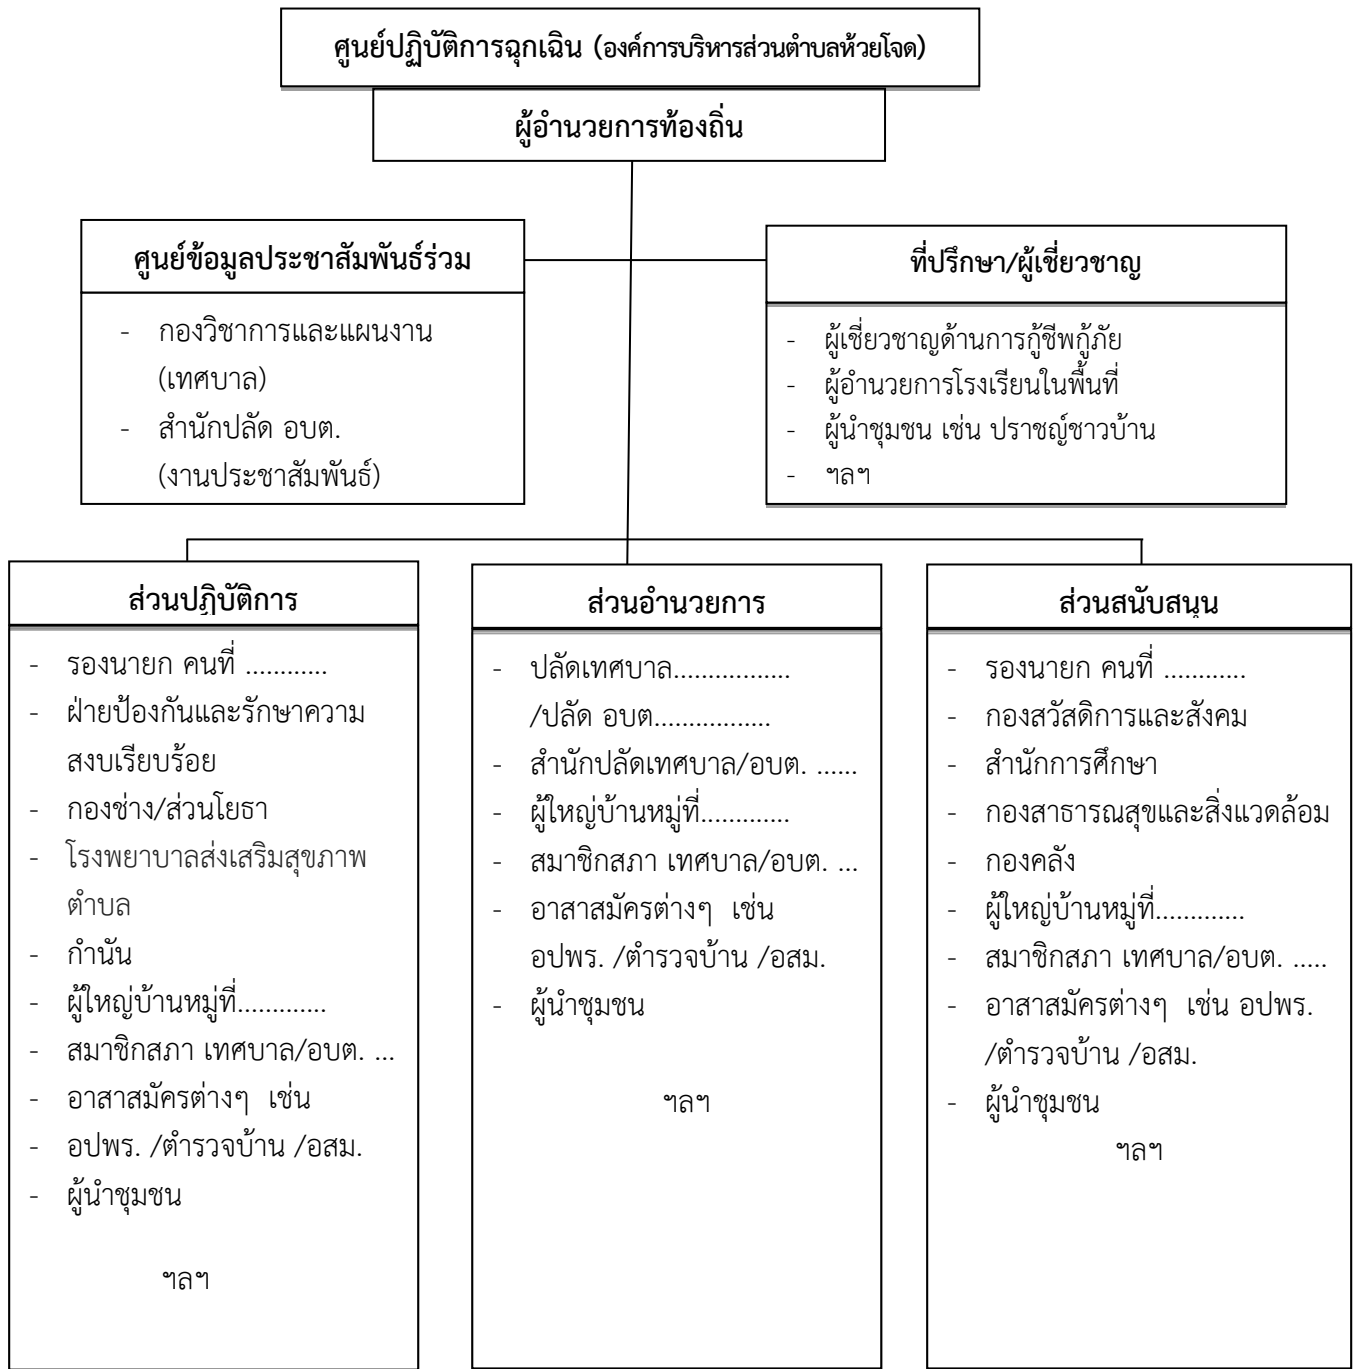 ศูนย์ปฏิบัติการฉุกเฉิน (องค์การบริหารส่วนตำบลห้วยโจด)
ผู้อำนวยการท้องถิ่น
ศูนย์ข้อมูลประชาสัมพันธ์ร่วม
- กองวิชาการและแผนงาน
(เทศบาล)
- สำนักปลัด อบต.
(งานประชาสัมพันธ์)
ที่ปรึกษา/ผู้เชี่ยวชาญ
- ผู้เชี่ยวชาญด้านการกู้ชีพกู้ภัย
- ผู้อำนวยการโรงเรียนในพื้นที่
- ผู้นำชุมชน เช่น ปราชญ์ชาวบ้าน
- ฯลฯ
ส่วนปฏิบัติการ
- รองนายก คนที่ ............
- ฝ่ายป้องกันและรักษาความ
สงบเรียบร้อย
- กองช่าง/ส่วนโยธา
- โรงพยาบาลส่งเสริมสุขภาพ
ตำบล
- กำนัน
- ผู้ใหญ่บ้านหมู่ที่.............
- สมาชิกสภา เทศบาล/อบต. ...
- อาสาสมัครต่างๆ เช่น
- อปพร. /ตำรวจบ้าน /อสม.
- ผู้นำชุมชน
ฯลฯ
ส่วนอำนวยการ
- ปลัดเทศบาล.................
/ปลัด อบต.................
- สำนักปลัดเทศบาล/อบต. ......
- ผู้ใหญ่บ้านหมู่ที่.............
- สมาชิกสภา เทศบาล/อบต. ...
- อาสาสมัครต่างๆ เช่น
อปพร. /ตำรวจบ้าน /อสม.
- ผู้นำชุมชน
ฯลฯ
ส่วนสนับสนุน
- รองนายก คนที่ ............
- กองสวัสดิการและสังคม
- สำนักการศึกษา
- กองสาธารณสุขและสิ่งแวดล้อม
- กองคลัง
- ผู้ใหญ่บ้านหมู่ที่.............
- สมาชิกสภา เทศบาล/อบต. .....
- อาสาสมัครต่างๆ เช่น อปพร.
/ตำรวจบ้าน /อสม.
- ผู้นำชุมชน
ฯลฯ